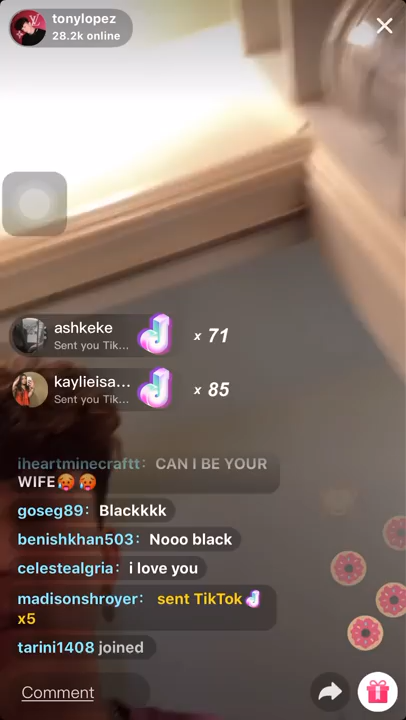 tonylopez
28.2k online
ashkeke
Sent you Tik...
x 71
kaylieisa...
Sent you Tik...
x 85
iheartminecraftt: CAN I BE YOUR
WIFE🥵🥵
goseg89: Blackkkk
benishkhan503: Nooo black
celestealgria: i love you
madisonshroyer: sent TikTok
x5
tarini1408 joined
Comment